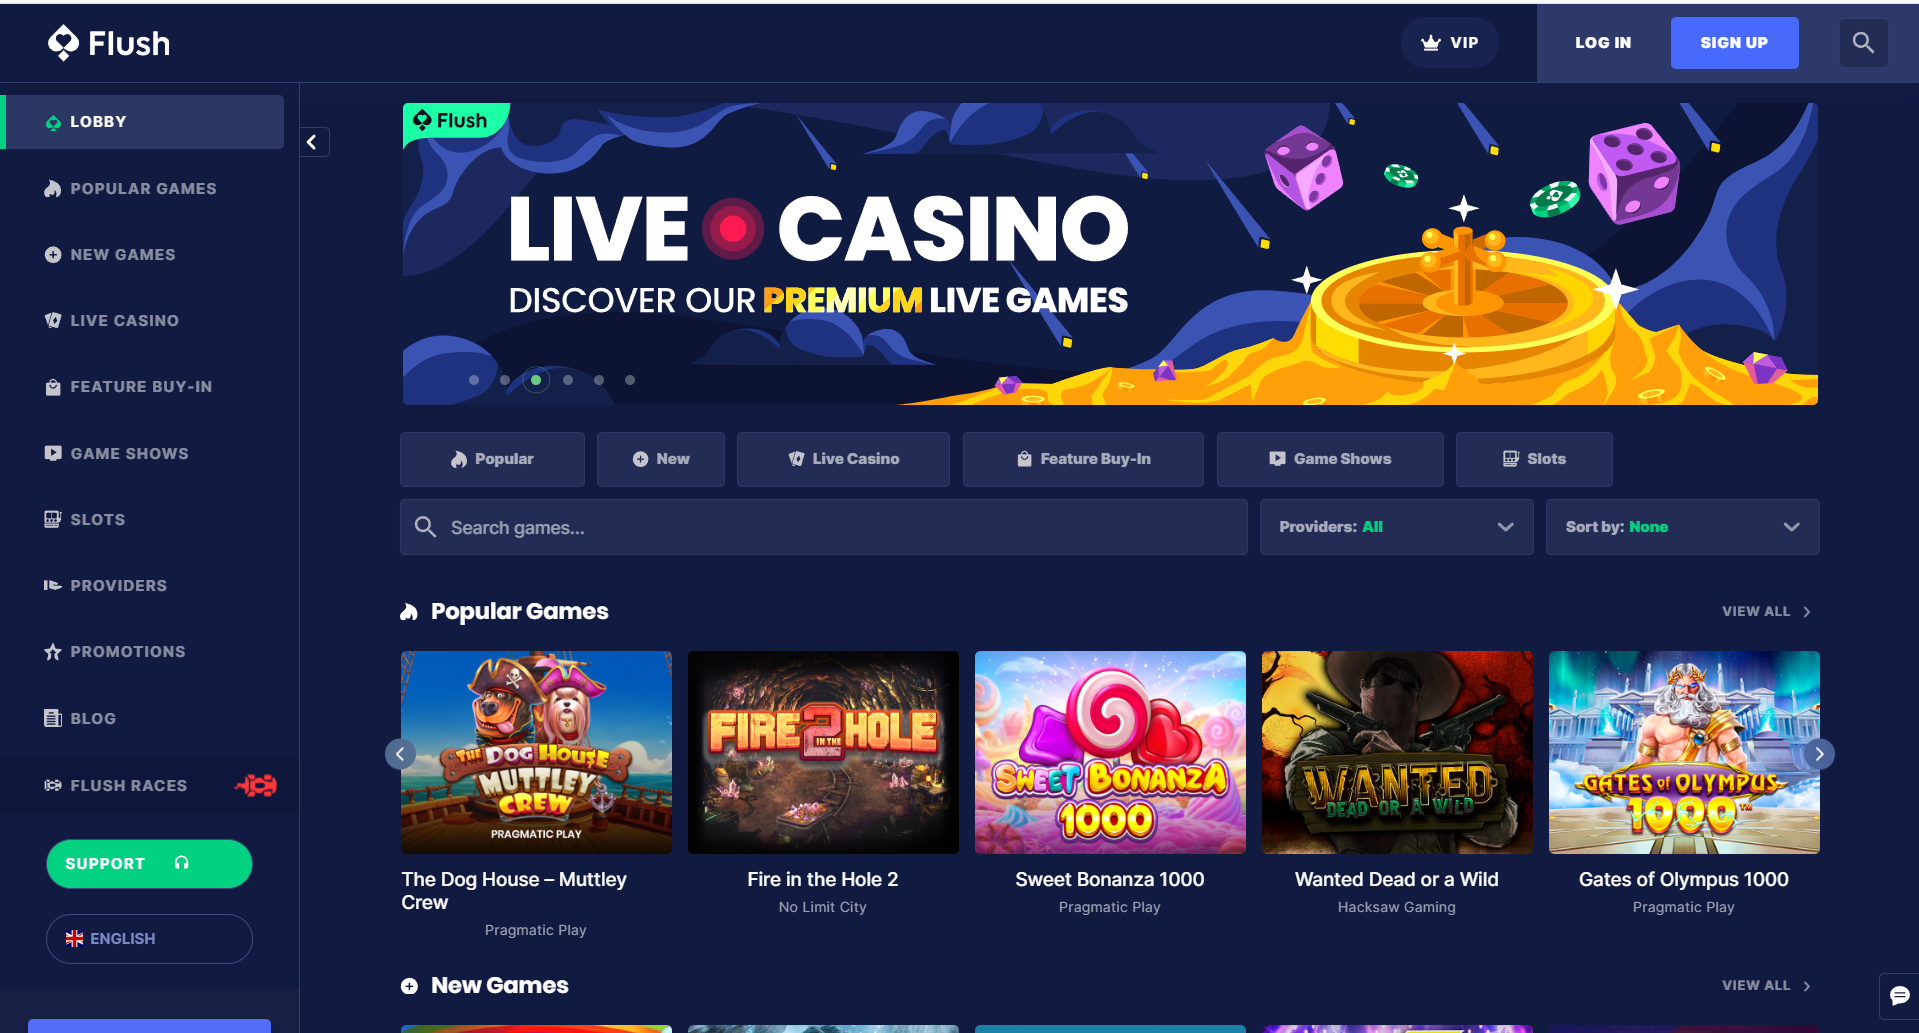 Flush
VIP
LOG IN
SIGN UP
LOBBY
POPULAR GAMES
NEW GAMES
LIVE CASINO
FEATURE BUY-IN
GAME SHOWS
SLOTS
PROVIDERS
PROMOTIONS
BLOG
FLUSH RACES
SUPPORT
ENGLISH
Flush
LIVE CASINO
DISCOVER OUR PREMIUM LIVE GAMES
Popular
New
Live Casino
Feature Buy-In
Game Shows
Slots
Search games...
Providers: All
Sort by: None
Popular Games
VIEW ALL
THE DOG HOUSE
MUTTLEY
CREW
PRAGMATIC PLAY
FIRE IN THE HOLE 2
SWEET BONANZA
1000
WANTED
DEAD OR A WILD
GATES OF OLYMPUS
1000™
The Dog House – Muttley
Crew
Pragmatic Play
Fire in the Hole 2
No Limit City
Sweet Bonanza 1000
Pragmatic Play
Wanted Dead or a Wild
Hacksaw Gaming
Gates of Olympus 1000
Pragmatic Play
New Games
VIEW ALL